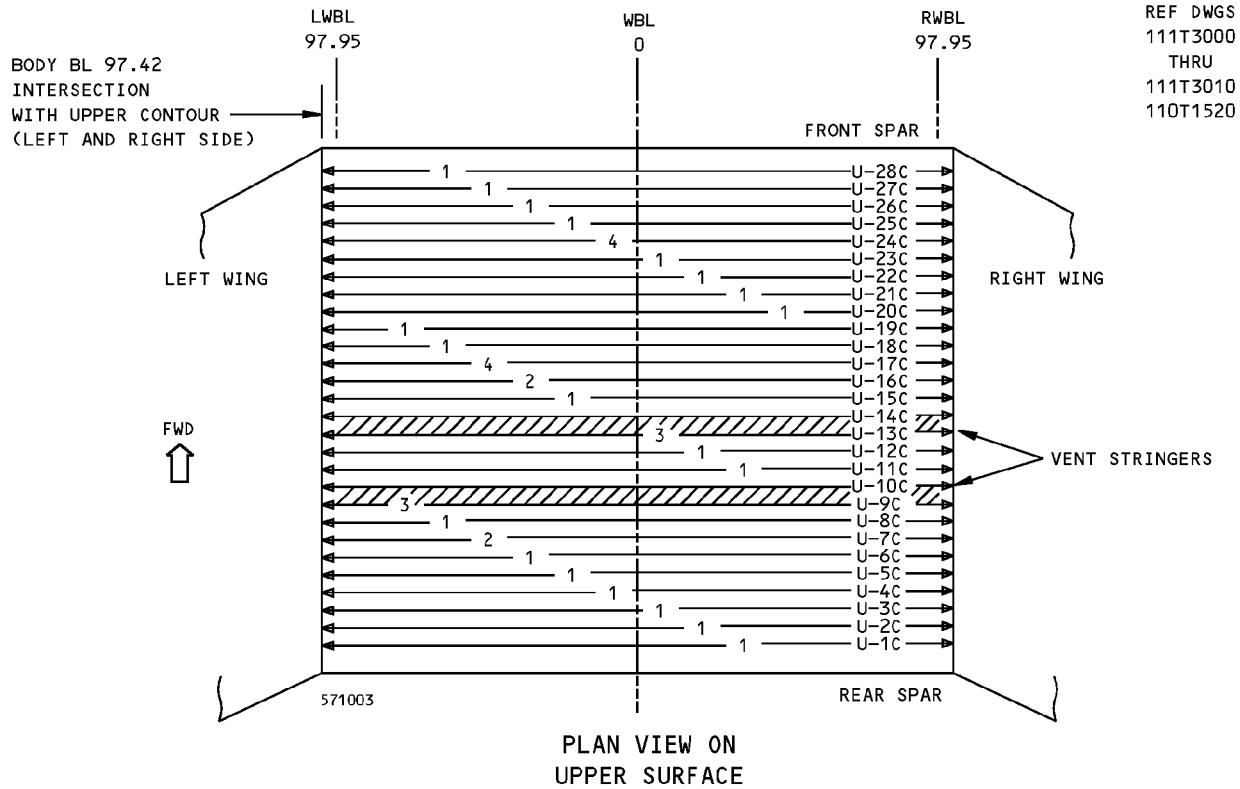 LWBL
97.95
WBL
0
RWBL
97.95
REF DWGS
111T3000
THRU
111T3010
110T1520
BODY BL 97.42
INTERSECTION
WITH UPPER CONTOUR
(LEFT AND RIGHT SIDE)
FRONT SPAR
1 U-28C
1 U-27C
1 U-26C
1 U-25C
4 U-24C
1 U-23C
1 U-22C
1 U-21C
1 U-20C
1 U-19C
1 U-18C
4 U-17C
2 U-16C
1 U-15C
U-14C
3 U-13C
1 U-12C
1 U-11C
U-10C
3 U-9C
1 U-8C
2 U-7C
1 U-6C
1 U-5C
1 U-4C
1 U-3C
1 U-2C
1 U-1C
LEFT WING
RIGHT WING
FWD
VENT STRINGERS
571003
REAR SPAR
PLAN VIEW ON
UPPER SURFACE